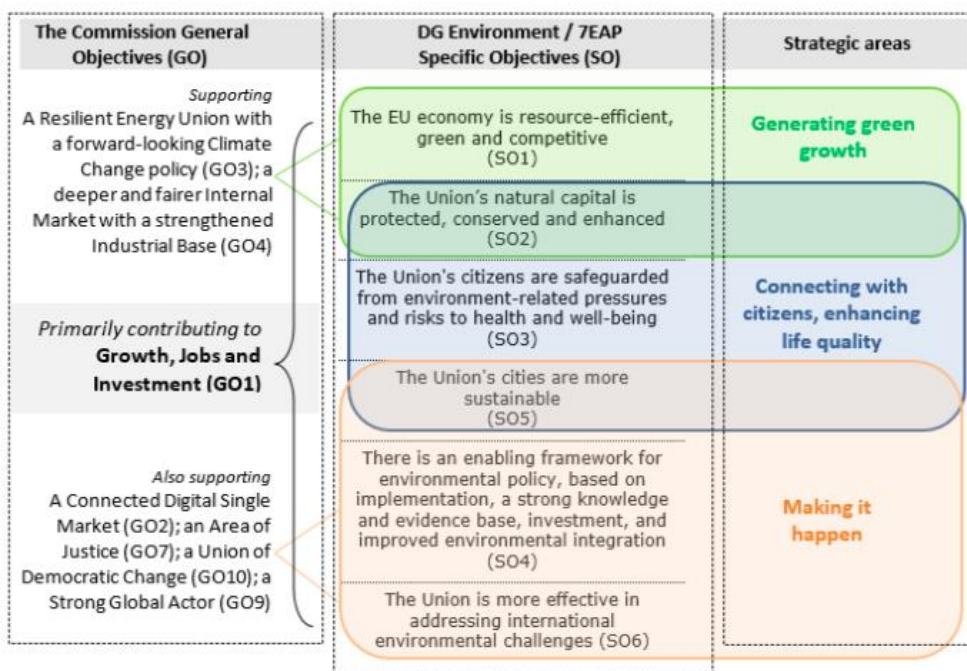 The Commission General
Objectives (GO)
Supporting
A Resilient Energy Union with
a forward-looking Climate
Change policy (GO3); a
deeper and fairer Internal
Market with a strengthened
Industrial Base (GO4)
Primarily contributing to
Growth, Jobs and
Investment (GO1)
Also supporting
A Connected Digital Single
Market (GO2); an Area of
Justice (GO7); a Union of
Democratic Change (GO10); a
Strong Global Actor (GO9)
DG Environment / 7EAP
Specific Objectives (SO)
The EU economy is resource-efficient,
green and competitive
(SO1)
The Union's natural capital is
protected, conserved and enhanced
(SO2)
The Union's citizens are safeguarded
from environment-related pressures
and risks to health and well-being
(SO3)
The Union's cities are more
sustainable
(SO5)
There is an enabling framework for
environmental policy, based on
implementation, a strong knowledge
and evidence base, investment, and
improved environmental integration
(SO4)
The Union is more effective in
addressing international
environmental challenges (SO6)
Strategic areas
Generating green
growth
Connecting with
citizens, enhancing
life quality
Making it
happen